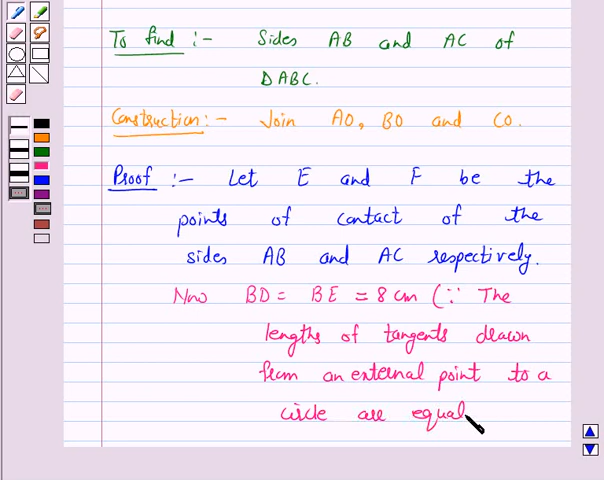 To find :- Sides AB and AC of
ΔABC.
Construction:- Join AO, BO and CO.
Proof :- Let E and F be the
points of contact of the
sides AB and AC respectively.
Now BD = BE = 8 cm (∵ The
lengths of tangents drawn
from an external point to a
circle are equal